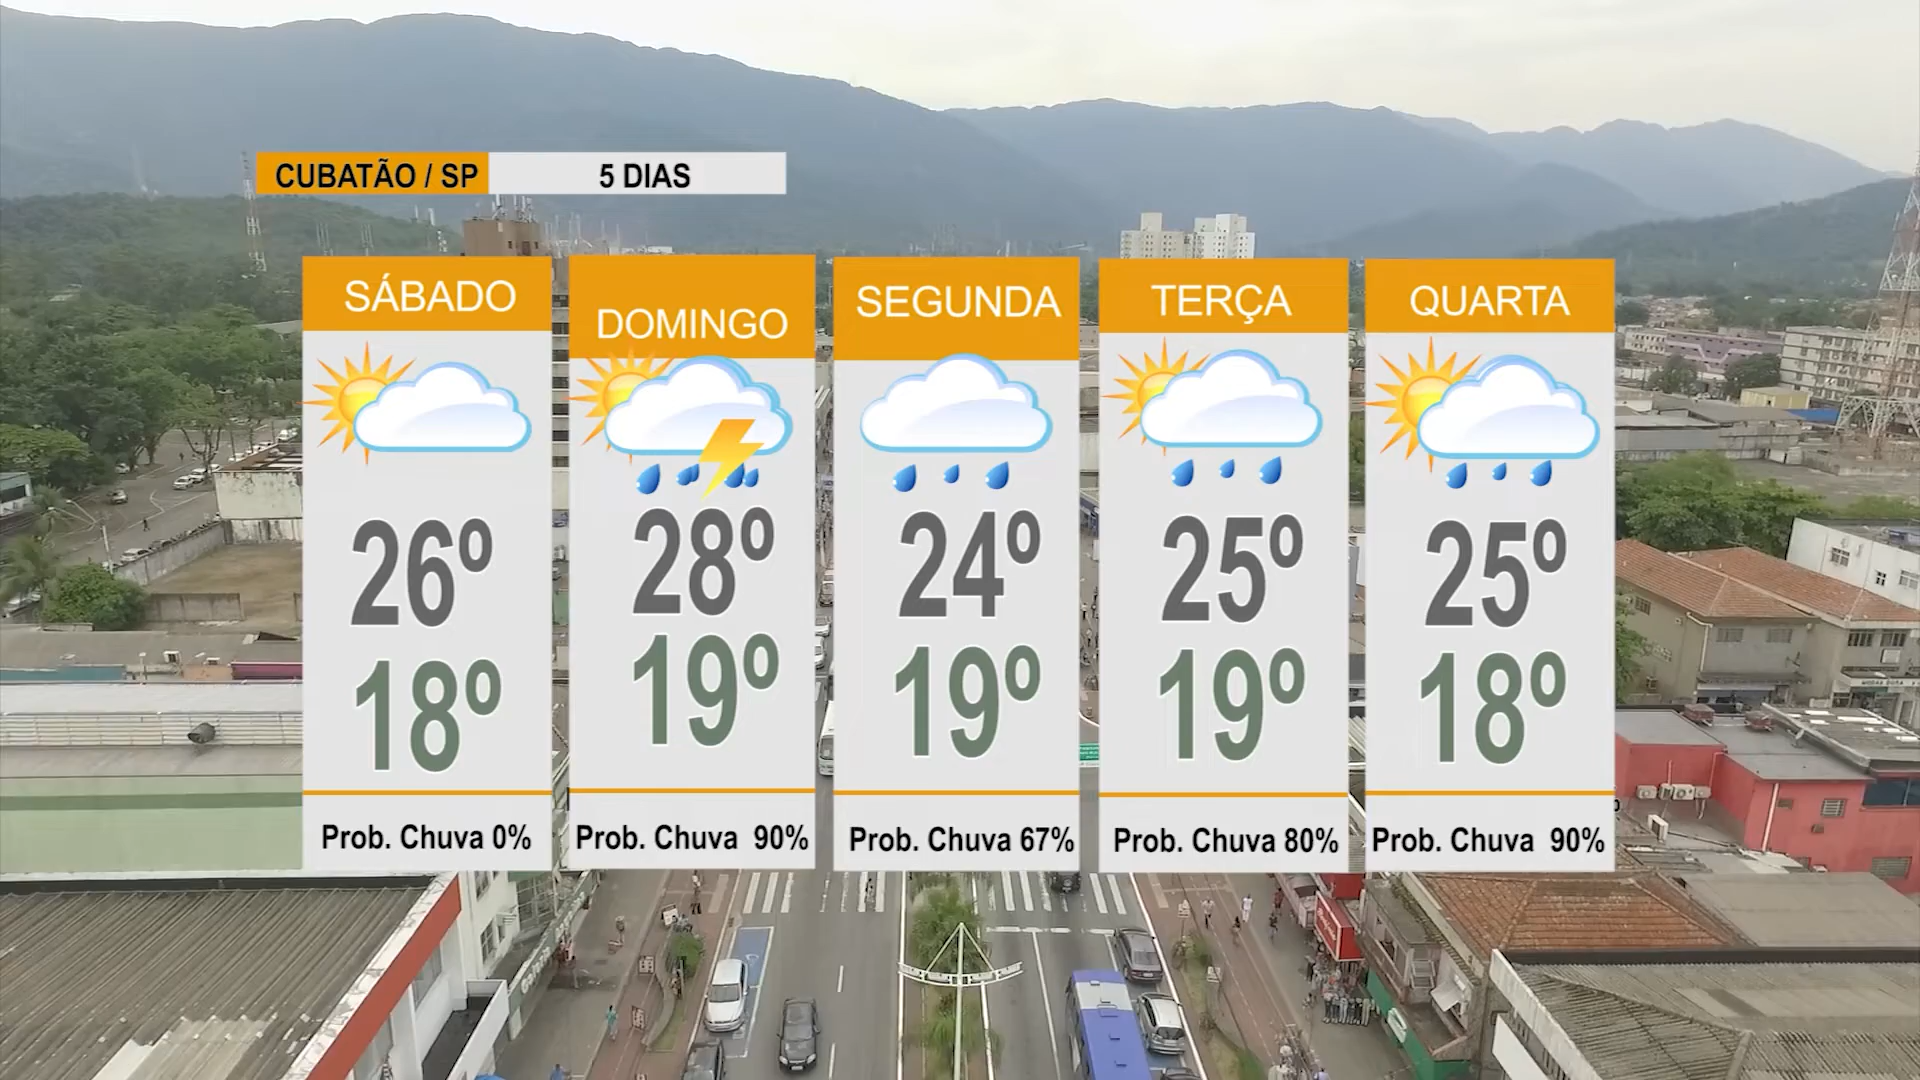 CUBATÃO / SP
5 DIAS
SÁBADO
26º
18º
Prob. Chuva 0%
DOMINGO
28º
19º
Prob. Chuva 90%
SEGUNDA
24º
19º
Prob. Chuva 67%
TERÇA
25º
19º
Prob. Chuva 80%
QUARTA
25º
18º
Prob. Chuva 90%